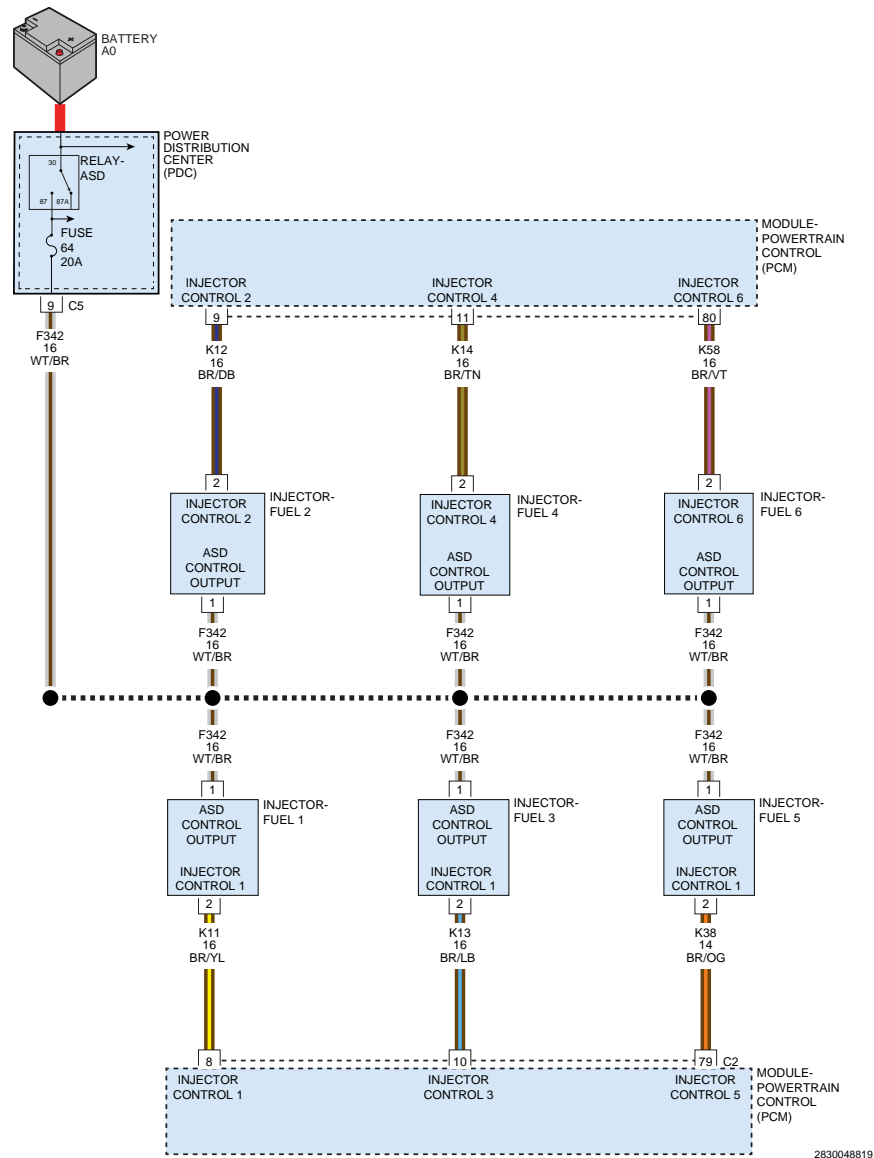 BATTERY
A0
POWER
DISTRIBUTION
CENTER
(PDC)
30
RELAY-
ASD
87 87A
FUSE
64
20A
9 C5
F342
16
WT/BR
MODULE-
POWERTRAIN
CONTROL
(PCM)
INJECTOR
CONTROL 2
INJECTOR
CONTROL 4
INJECTOR
CONTROL 6
9
11
80
K12
16
BR/DB
K14
16
BR/TN
K58
16
BR/VT
2
INJECTOR
CONTROL 2
ASD
CONTROL
OUTPUT
1
INJECTOR-
FUEL 2
2
INJECTOR
CONTROL 4
ASD
CONTROL
OUTPUT
1
INJECTOR-
FUEL 4
2
INJECTOR
CONTROL 6
ASD
CONTROL
OUTPUT
1
INJECTOR-
FUEL 6
F342
16
WT/BR
F342
16
WT/BR
F342
16
WT/BR
F342
16
WT/BR
F342
16
WT/BR
F342
16
WT/BR
1
ASD
CONTROL
OUTPUT
INJECTOR
CONTROL 1
2
INJECTOR-
FUEL 1
1
ASD
CONTROL
OUTPUT
INJECTOR
CONTROL 1
2
INJECTOR-
FUEL 3
1
ASD
CONTROL
OUTPUT
INJECTOR
CONTROL 1
2
INJECTOR-
FUEL 5
K11
16
BR/YL
K13
16
BR/LB
K38
14
BR/OG
8
10
79 C2
INJECTOR
CONTROL 1
INJECTOR
CONTROL 3
INJECTOR
CONTROL 5
MODULE-
POWERTRAIN
CONTROL
(PCM)
2830048819